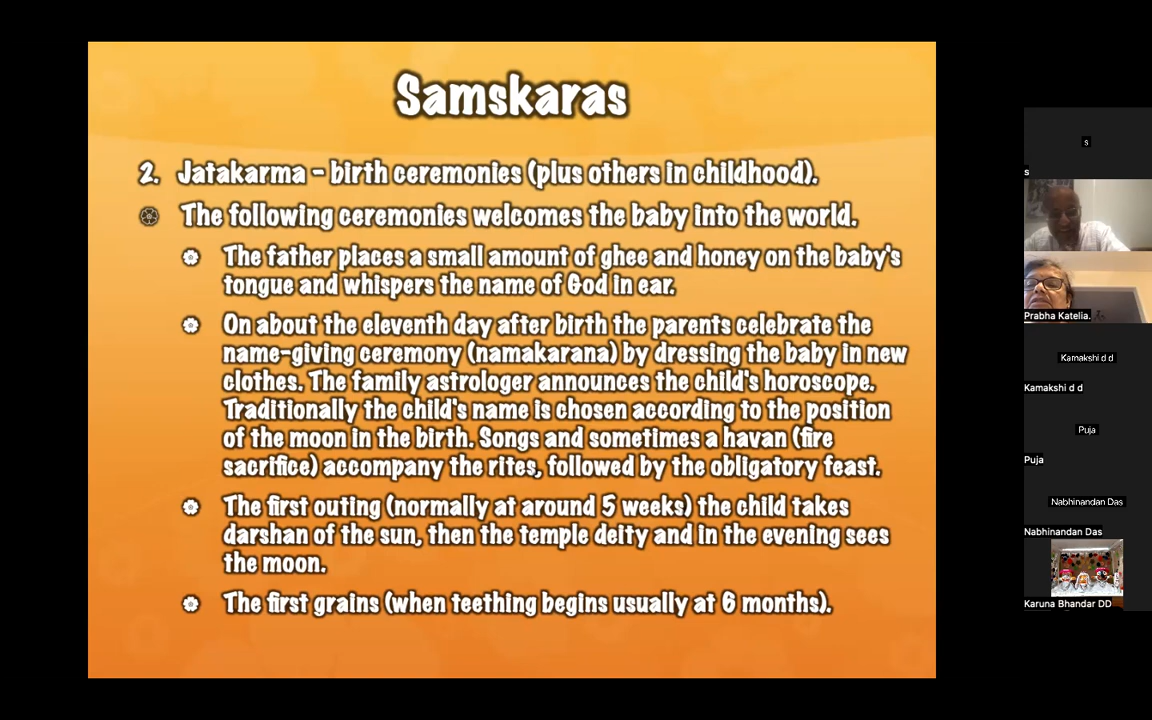 Samskaras
2. Jatakarma - birth ceremonies (plus others in childhood).
The following ceremonies welcomes the baby into the world.
The father places a small amount of ghee and honey on the baby's
tongue and whispers the name of God in ear.
On about the eleventh day after birth the parents celebrate the
name-giving ceremony (namakarana) by dressing the baby in new
clothes. The family astrologer announces the child's horoscope.
Traditionally the child's name is chosen according to the position
of the moon in the birth. Songs and sometimes a havan (fire
sacrifice) accompany the rites, followed by the obligatory feast.
The first outing (normally at around 5 weeks) the child takes
darshan of the sun, then the temple deity and in the evening sees
the moon.
The first grains (when teething begins usually at 6 months).
s
s
Prabha Katelia.
Kamakshi d d
Kamakshi d d
Puja
Puja
Nabhinandan Das
Nabhinandan Das
Karuna Bhandar DD